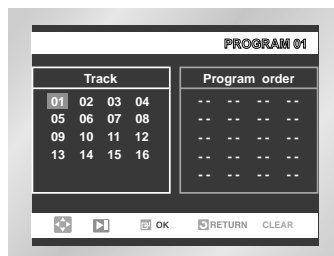 PROGRAM 01
Track
Program order
01 02 03 04
05 06 07 08
09 10 11 12
13 14 15 16
-- -- -- --
-- -- -- --
-- -- -- --
-- -- -- --
-- -- -- --
OK RETURN CLEAR